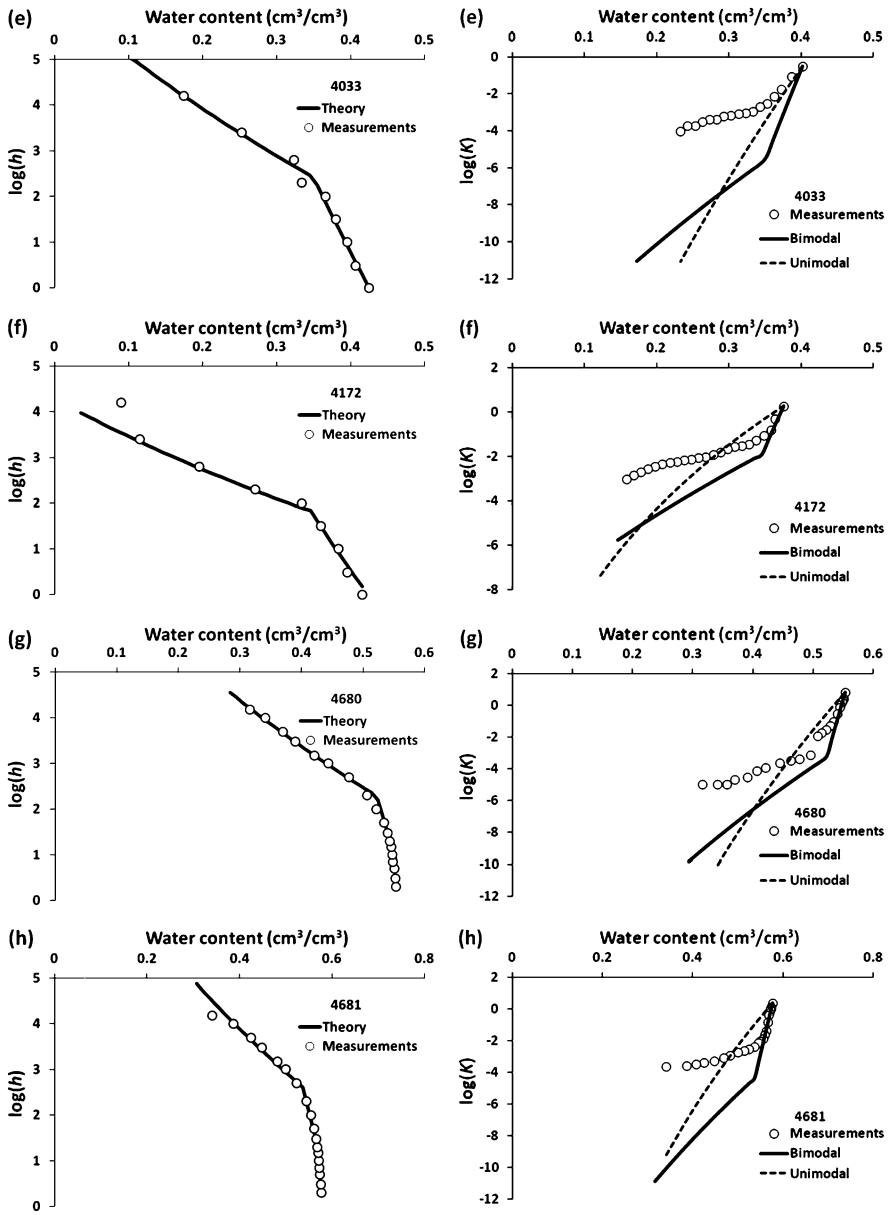 (e)
Water content (cm³/cm³)
0 0.1 0.2 0.3 0.4 0.5
5
4
3
2
1
0
log(h)
4033
Theory
Measurements
(e)
Water content (cm³/cm³)
0 0.1 0.2 0.3 0.4 0.5
0
-2
-4
-6
-8
-10
-12
log(K)
4033
Measurements
Bimodal
Unimodal
(f)
Water content (cm³/cm³)
0 0.1 0.2 0.3 0.4 0.5
5
4
3
2
1
0
log(h)
4172
Theory
Measurements
(f)
Water content (cm³/cm³)
0 0.1 0.2 0.3 0.4 0.5
2
0
-2
-4
-6
-8
log(K)
4172
Measurements
Bimodal
Unimodal
(g)
Water content (cm³/cm³)
0 0.1 0.2 0.3 0.4 0.5 0.6
5
4
3
2
1
0
log(h)
4680
Theory
Measurements
(g)
Water content (cm³/cm³)
0 0.1 0.2 0.3 0.4 0.5 0.6
2
0
-2
-4
-6
-8
-10
-12
log(K)
4680
Measurements
Bimodal
Unimodal
(h)
Water content (cm³/cm³)
0 0.2 0.4 0.6 0.8
5
4
3
2
1
0
log(h)
4681
Theory
Measurements
(h)
Water content (cm³/cm³)
0 0.2 0.4 0.6 0.8
2
0
-2
-4
-6
-8
-10
-12
log(K)
4681
Measurements
Bimodal
Unimodal